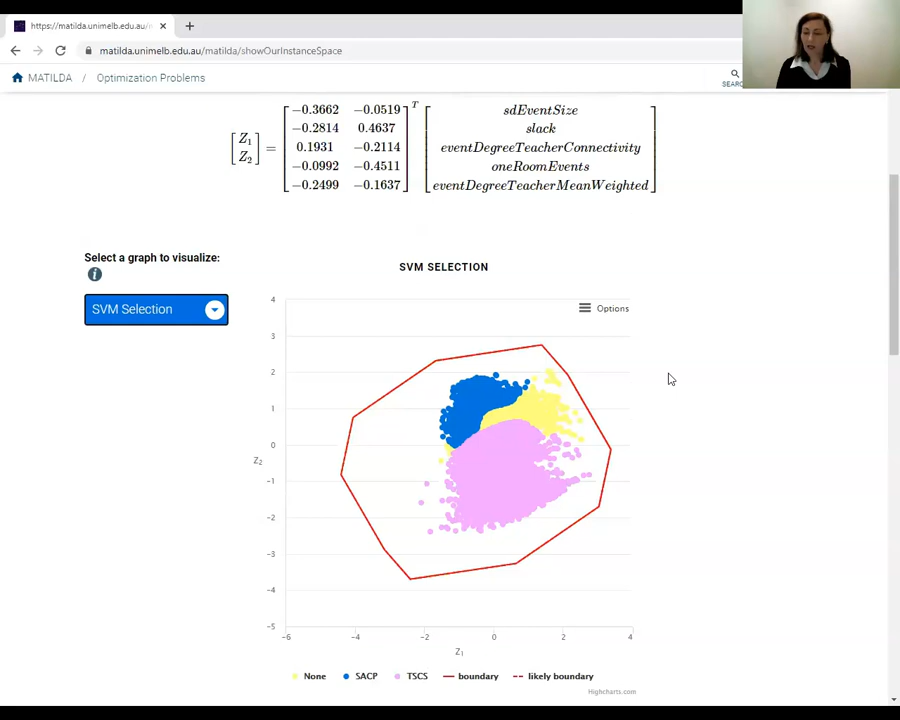 https://matilda.unimelb.edu.au/
matilda.unimelb.edu.au/matilda/showOurInstanceSpace
MATILDA / Optimization Problems
SEARC
[Z₁ Z₂] = [−0.3662 −0.0519]ᵀ [sdEventSize]
−0.2814 0.4637 slack
0.1931 −0.2114 eventDegreeTeacherConnectivity
−0.0992 −0.4511 oneRoomEvents
−0.2499 −0.1637 eventDegreeTeacherMeanWeighted
Select a graph to visualize:
i
SVM Selection
SVM SELECTION
Options
4
3
2
1
0
−1
−2
−3
−4
−5
Z₂
−6 −4 −2 0 2 4
Z₁
None SACP TSCS boundary likely boundary
Highcharts.com